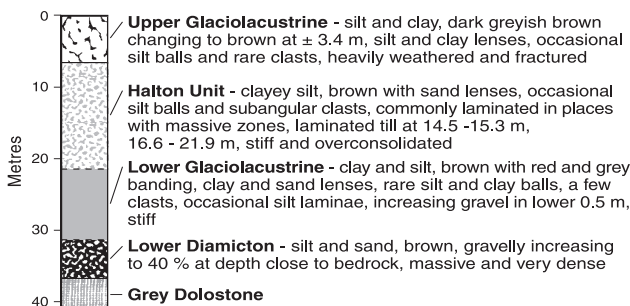 0
Upper Glaciolacustrine - silt and clay, dark greyish brown
changing to brown at ± 3.4 m, silt and clay lenses, occasional
silt balls and rare clasts, heavily weathered and fractured
10
Halton Unit - clayey silt, brown with sand lenses, occasional
silt balls and subangular clasts, commonly laminated in places
with massive zones, laminated till at 14.5 -15.3 m,
16.6 - 21.9 m, stiff and overconsolidated
Metres
20
Lower Glaciolacustrine - clay and silt, brown with red and grey
banding, clay and sand lenses, rare silt and clay balls, a few
clasts, occasional silt laminae, increasing gravel in lower 0.5 m,
stiff
30
Lower Diamicton - silt and sand, brown, gravelly increasing
to 40 % at depth close to bedrock, massive and very dense
Grey Dolostone
40